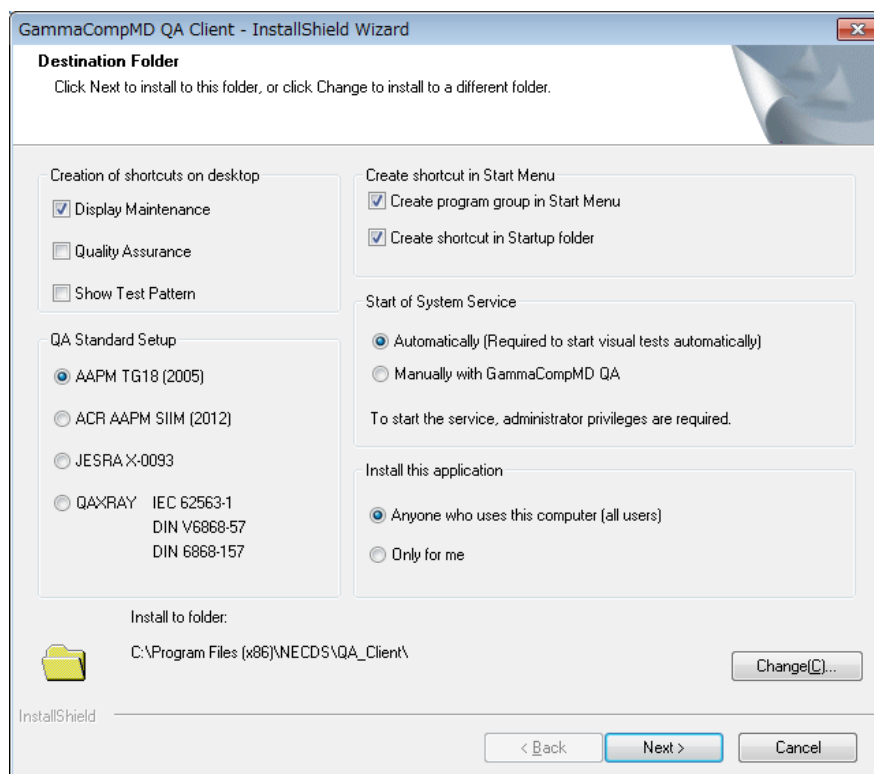 GammaCompMD QA Client - InstallShield Wizard
Destination Folder
Click Next to install to this folder, or click Change to install to a different folder.
Creation of shortcuts on desktop
Display Maintenance
Quality Assurance
Show Test Pattern
QA Standard Setup
AAPM TG18 (2005)
ACR AAPM SIIM (2012)
JESRA X-0093
QAXRAY IEC 62563-1
DIN V6868-57
DIN 6868-157
Create shortcut in Start Menu
Create program group in Start Menu
Create shortcut in Startup folder
Start of System Service
Automatically (Required to start visual tests automatically)
Manually with GammaCompMD QA
To start the service, administrator privileges are required.
Install this application
Anyone who uses this computer (all users)
Only for me
Install to folder:
C:\Program Files (x86)\NECDS\QA_Client\
Change(C)...
InstallShield
< Back
Next >
Cancel